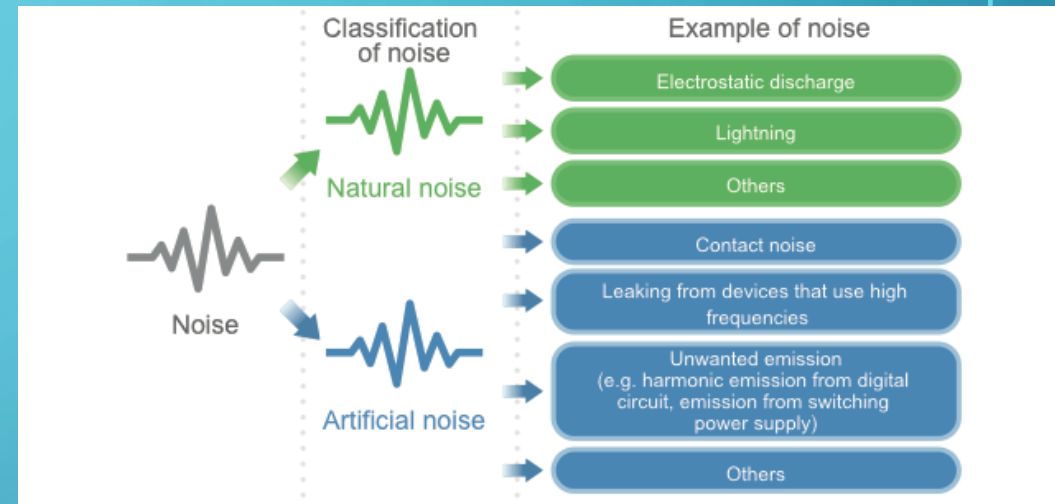 Classification
of noise
Example of noise
Electrostatic discharge
Lightning
Natural noise
Others
Contact noise
Leaking from devices that use high
frequencies
Noise
Unwanted emission
(e.g. harmonic emission from digital
circuit, emission from switching
power supply)
Artificial noise
Others